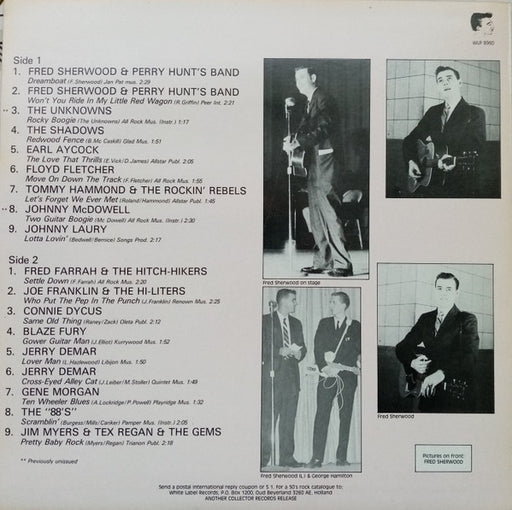 WLP 8960
Side 1
1. FRED SHERWOOD & PERRY HUNT'S BAND
Dreamboat (F. Sherwood) Jan Pat mus. 2:29
2. FRED SHERWOOD & PERRY HUNT'S BAND
Won't You Ride In My Little Red Wagon (R. Griffin) Peer Int. 2:21
** 3. THE UNKNOWNS
Rocky Boogie (The Unknowns) All Rock Mus. (Instr.) 1:17
4. THE SHADOWS
Redwood Fence (B. Mc Caskill) Glad Mus. 1:51
5. EARL AYCOCK
The Love That Thrills (E. Vick/D. James) Allstar Publ. 2:05
6. FLOYD FLETCHER
Move On Down The Track (F. Fletcher) All Rock Mus. 1:55
7. TOMMY HAMMOND & THE ROCKIN' REBELS
Let's Forget We Ever Met (Roland/Hammond) Allstar Publ. 1:45
** 8. JOHNNY McDOWELL
Two Guitar Boogie (Mc Dowell) All Rock Mus. (Instr.) 2:30
9. JOHNNY LAURY
Lotta Lovin' (Bedwell/Bernice) Songs Prod. 2:17
Side 2
1. FRED FARRAH & THE HITCH-HIKERS
Settle Down (F. Farrah) All Rock Mus. 2:20
2. JOE FRANKLIN & THE HI-LITERS
Who Put The Pep In The Punch (J. Franklin) Renown Mus. 2:25
3. CONNIE DYCUS
Same Old Thing (Raney/Zack) Oleta Publ. 2:12
4. BLAZE FURY
Gower Guitar Man (J. Elliot) Kurrywood Mus. 1:52
5. JERRY DEMAR
Lover Man (L. Hazlewood) Libijon Mus. 1:50
6. JERRY DEMAR
Cross-Eyed Alley Cat (J. Leiber/M. Stoller) Quintet Mus. 1:49
7. GENE MORGAN
Ten Wheeler Blues (A. Lockridge/P. Powell) Playridge Mus. 1:32
8. THE "88'S"
Scramblin' (Burgess/Mills/Canker) Pamper Mus. (Instr.) 2:05
9. JIM MYERS & TEX REGAN & THE GEMS
Pretty Baby Rock (Myers/Regan) Trianon Publ. 2:18
** Previously unissued
Fred Sherwood on stage
Fred Sherwood (L.) & George Hamilton
Fred Sherwood
Pictures on front:
FRED SHERWOOD
Send a postal international reply coupon or $ 1, for a 50's rock catalogue to:
White Label Records, P.O. Box 1200, Oud Beverland 3260 AE, Holland
ANOTHER COLLECTOR RECORDS RELEASE